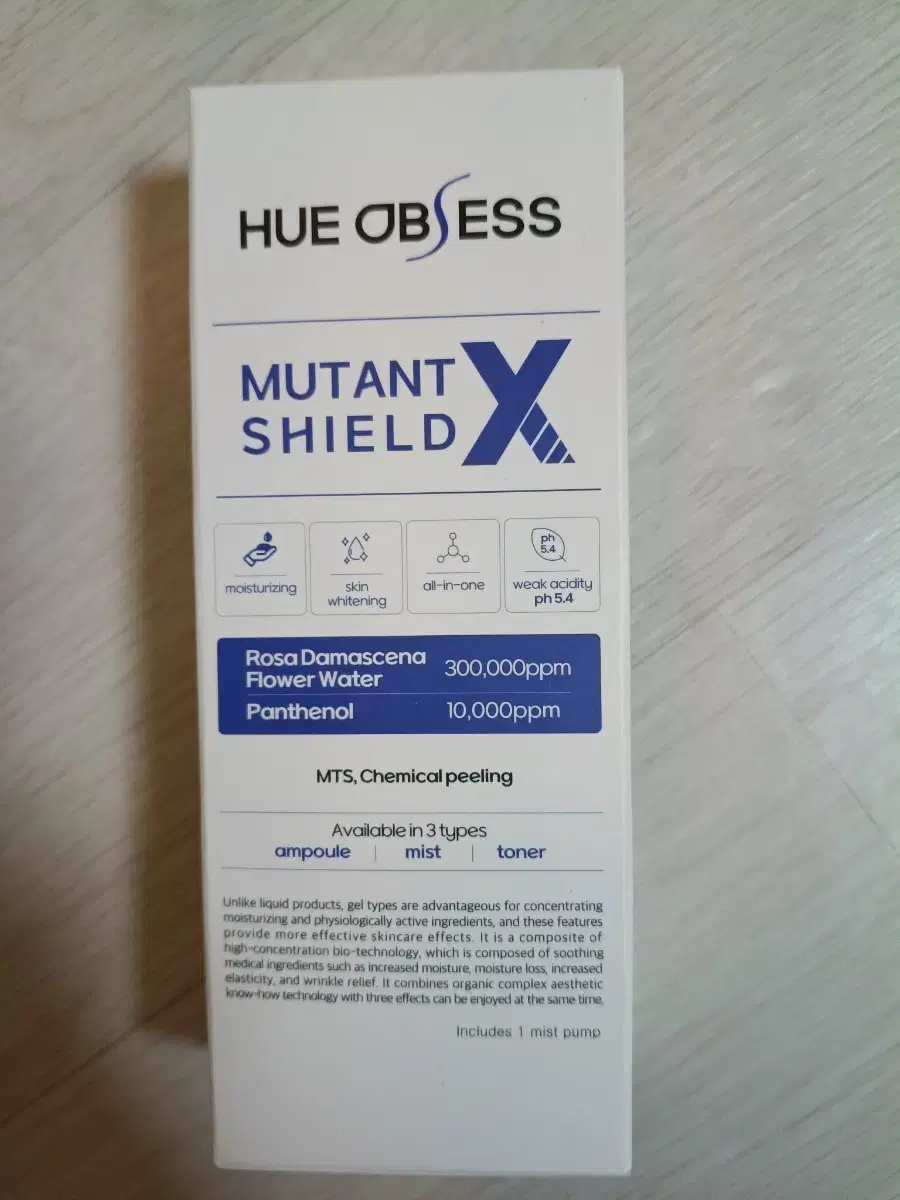 HUE OBSESS
MUTANT
SHIELD X
moisturizing
skin
whitening
all-in-one
ph
5.4
weak acidity
ph 5.4
Rosa Damascena
Flower Water 300,000ppm
Panthenol 10,000ppm
MTS, Chemical peeling
Available in 3 types
ampoule | mist | toner
Unlike liquid products, gel types are advantageous for concentrating
moisturizing and physiologically active ingredients, and these features
provide more effective skincare effects. It is a composite of
high-concentration bio-technology, which is composed of soothing
medical ingredients such as increased moisture, moisture loss, increased
elasticity, and wrinkle relief. It combines organic complex aesthetic
know-how technology with three effects can be enjoyed at the same time.
Includes 1 mist pump